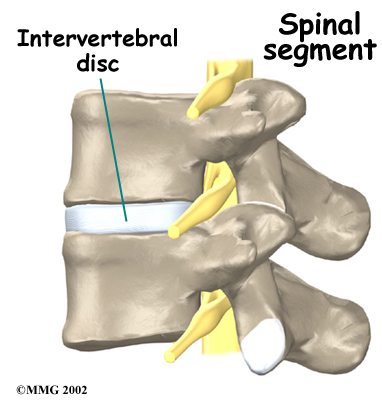 Intervertebral
disc
Spinal
segment
©MMG 2002